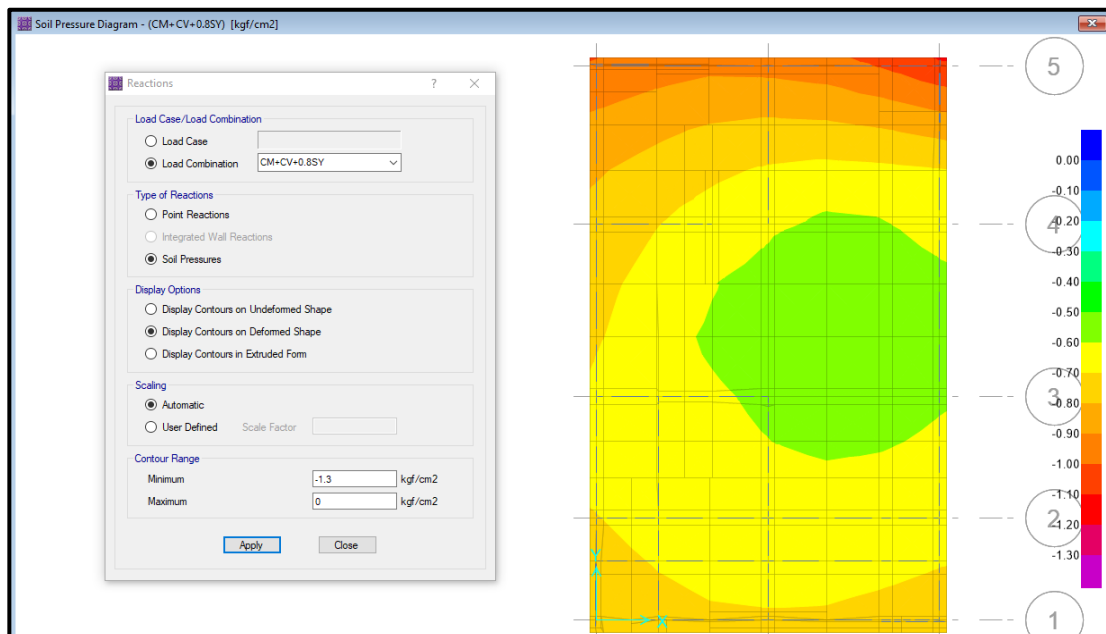 Soil Pressure Diagram - (CM+CV+0.8SY) [kgf/cm2]
Reactions
?
Load Case/Load Combination
Load Case
Load Combination CM+CV+0.8SY
Type of Reactions
Point Reactions
Integrated Wall Reactions
Soil Pressures
Display Options
Display Contours on Undeformed Shape
Display Contours on Deformed Shape
Display Contours in Extruded Form
Scaling
Automatic
User Defined Scale Factor
Contour Range
Minimum -1.3 kgf/cm2
Maximum 0 kgf/cm2
Apply Close
5
4
3
2
1
Y
X
0.00
-0.10
-0.20
-0.30
-0.40
-0.50
-0.60
-0.70
-0.80
-0.90
-1.00
-1.10
-1.20
-1.30